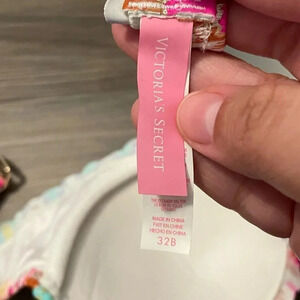 VICTORIA'S SECRET
MADE IN CHINA
FAIT EN CHINE
HECHO EN CHINA
32B